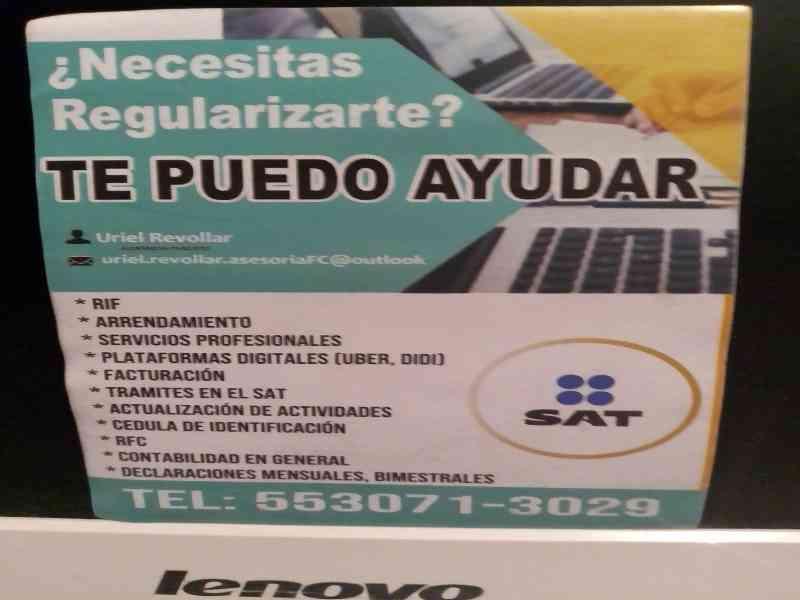 ¿Necesitas
Regularizarte?
TE PUEDO AYUDAR
Uriel Revollar
uriel.revollar.asesoriaFC@outlook
* RIF
* ARRENDAMIENTO
* SERVICIOS PROFESIONALES
* PLATAFORMAS DIGITALES (UBER, DIDI)
* FACTURACIÓN
* TRAMITES EN EL SAT
* ACTUALIZACIÓN DE ACTIVIDADES
* CEDULA DE IDENTIFICACIÓN
* RFC
* CONTABILIDAD EN GENERAL
* DECLARACIONES MENSUALES, BIMESTRALES
SAT
TEL: 553071-3029
lenovo